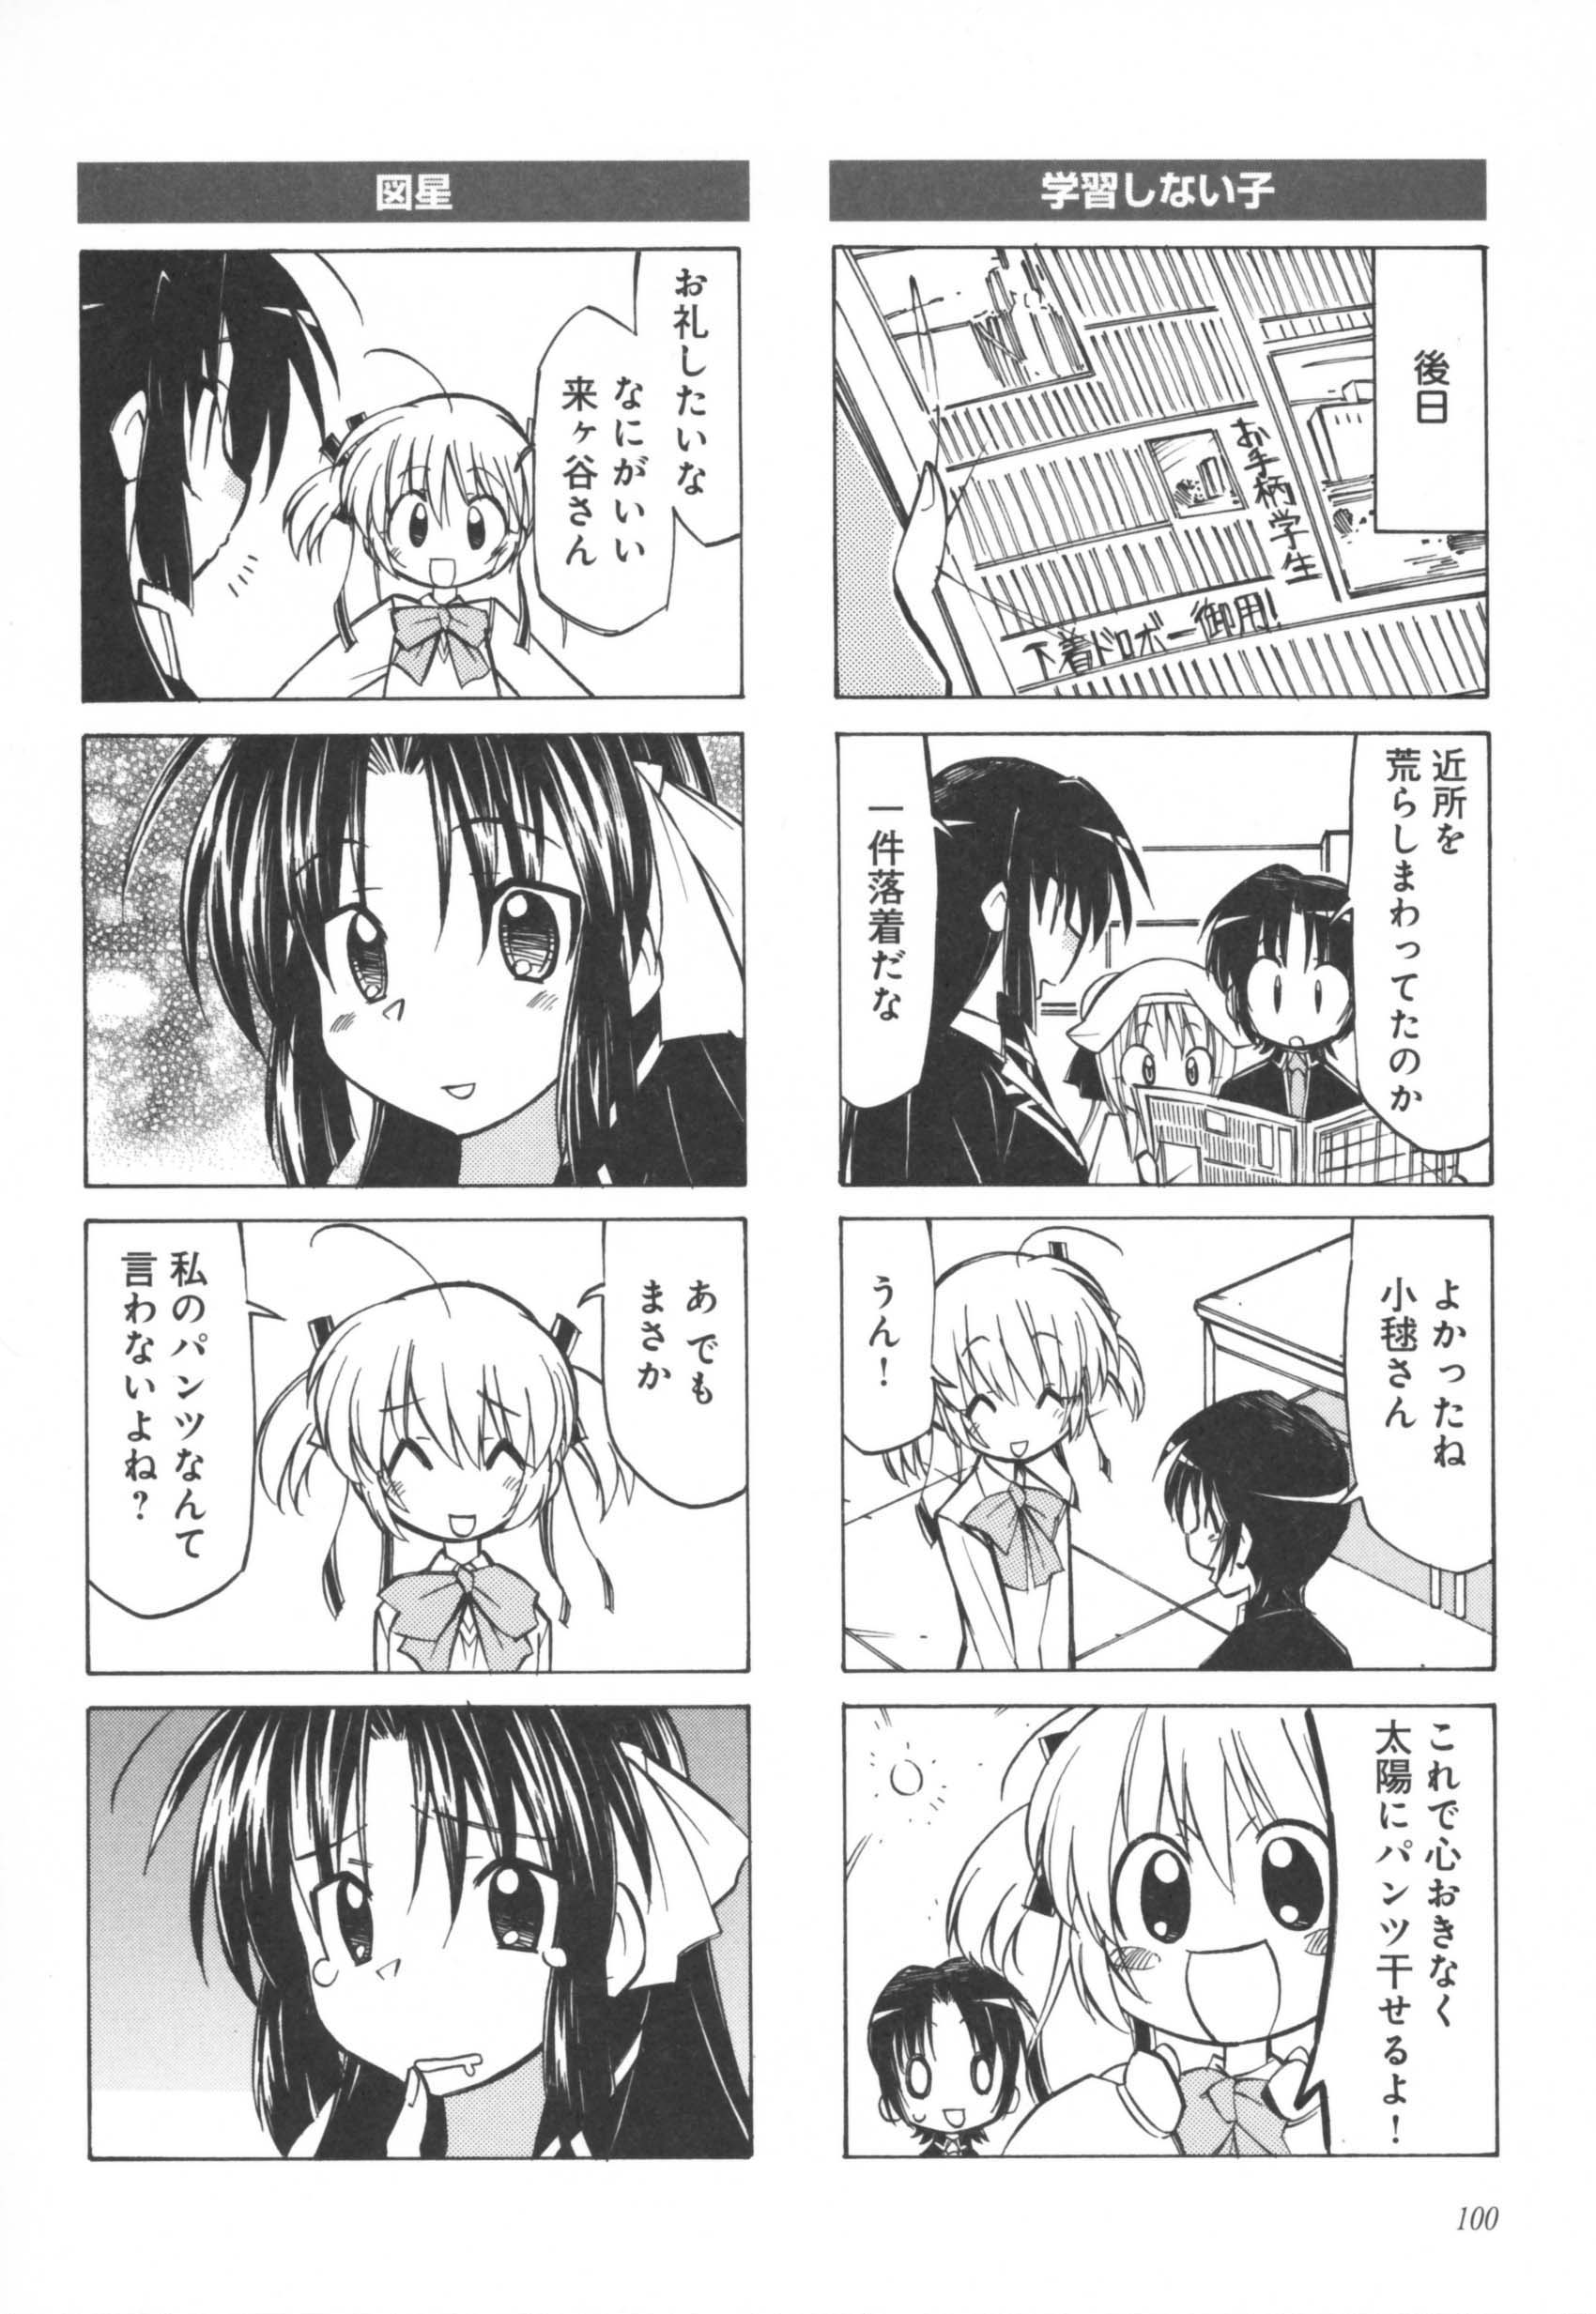 学習しない子
後日
お手柄学生
下着ドロボー御用!
近所を
荒らしまわってたのか
一件落着だな
よかったね
小毬さん
うん!
これで心おきなく
太陽にパンツ干せるよ!
図星
お礼したいな
なにがいい
来ヶ谷さん
あでも
まさか
私のパンツなんて
言わないよね?
100